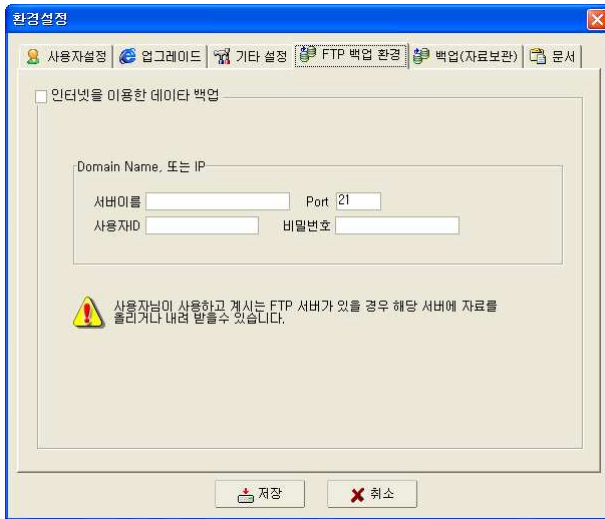 환경설정
사용자설정 업그레이드 기타 설정 FTP 백업 환경 백업(자료보관) 문서
인터넷을 이용한 데이타 백업
Domain Name, 또는 IP
서버이름 Port 21
사용자ID 비밀번호
사용자님이 사용하고 계시는 FTP 서버가 있을 경우 해당 서버에 자료를
올리거나 내려 받을수 있습니다.
저장 취소